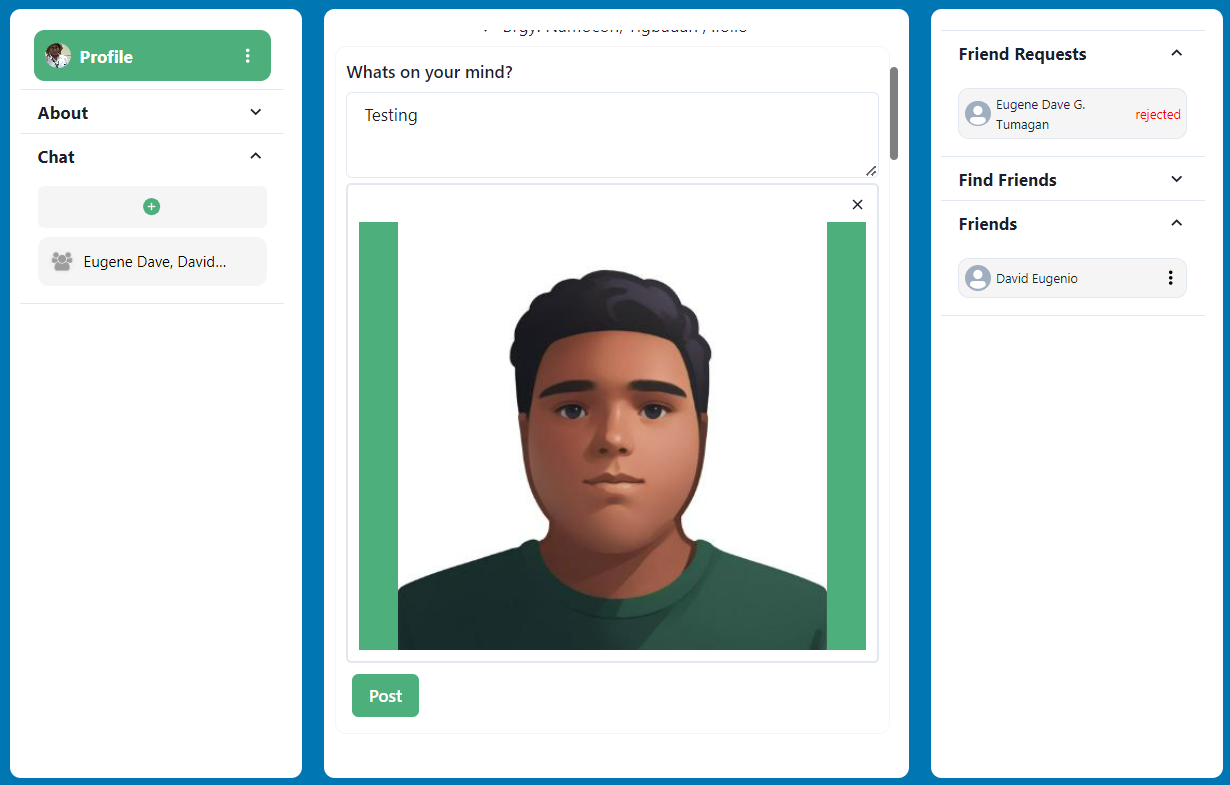 Profile
About
Chat
Eugene Dave, David...
Whats on your mind?
Testing
Post
Friend Requests
Eugene Dave G.
Tumagan
rejected
Find Friends
Friends
David Eugenio